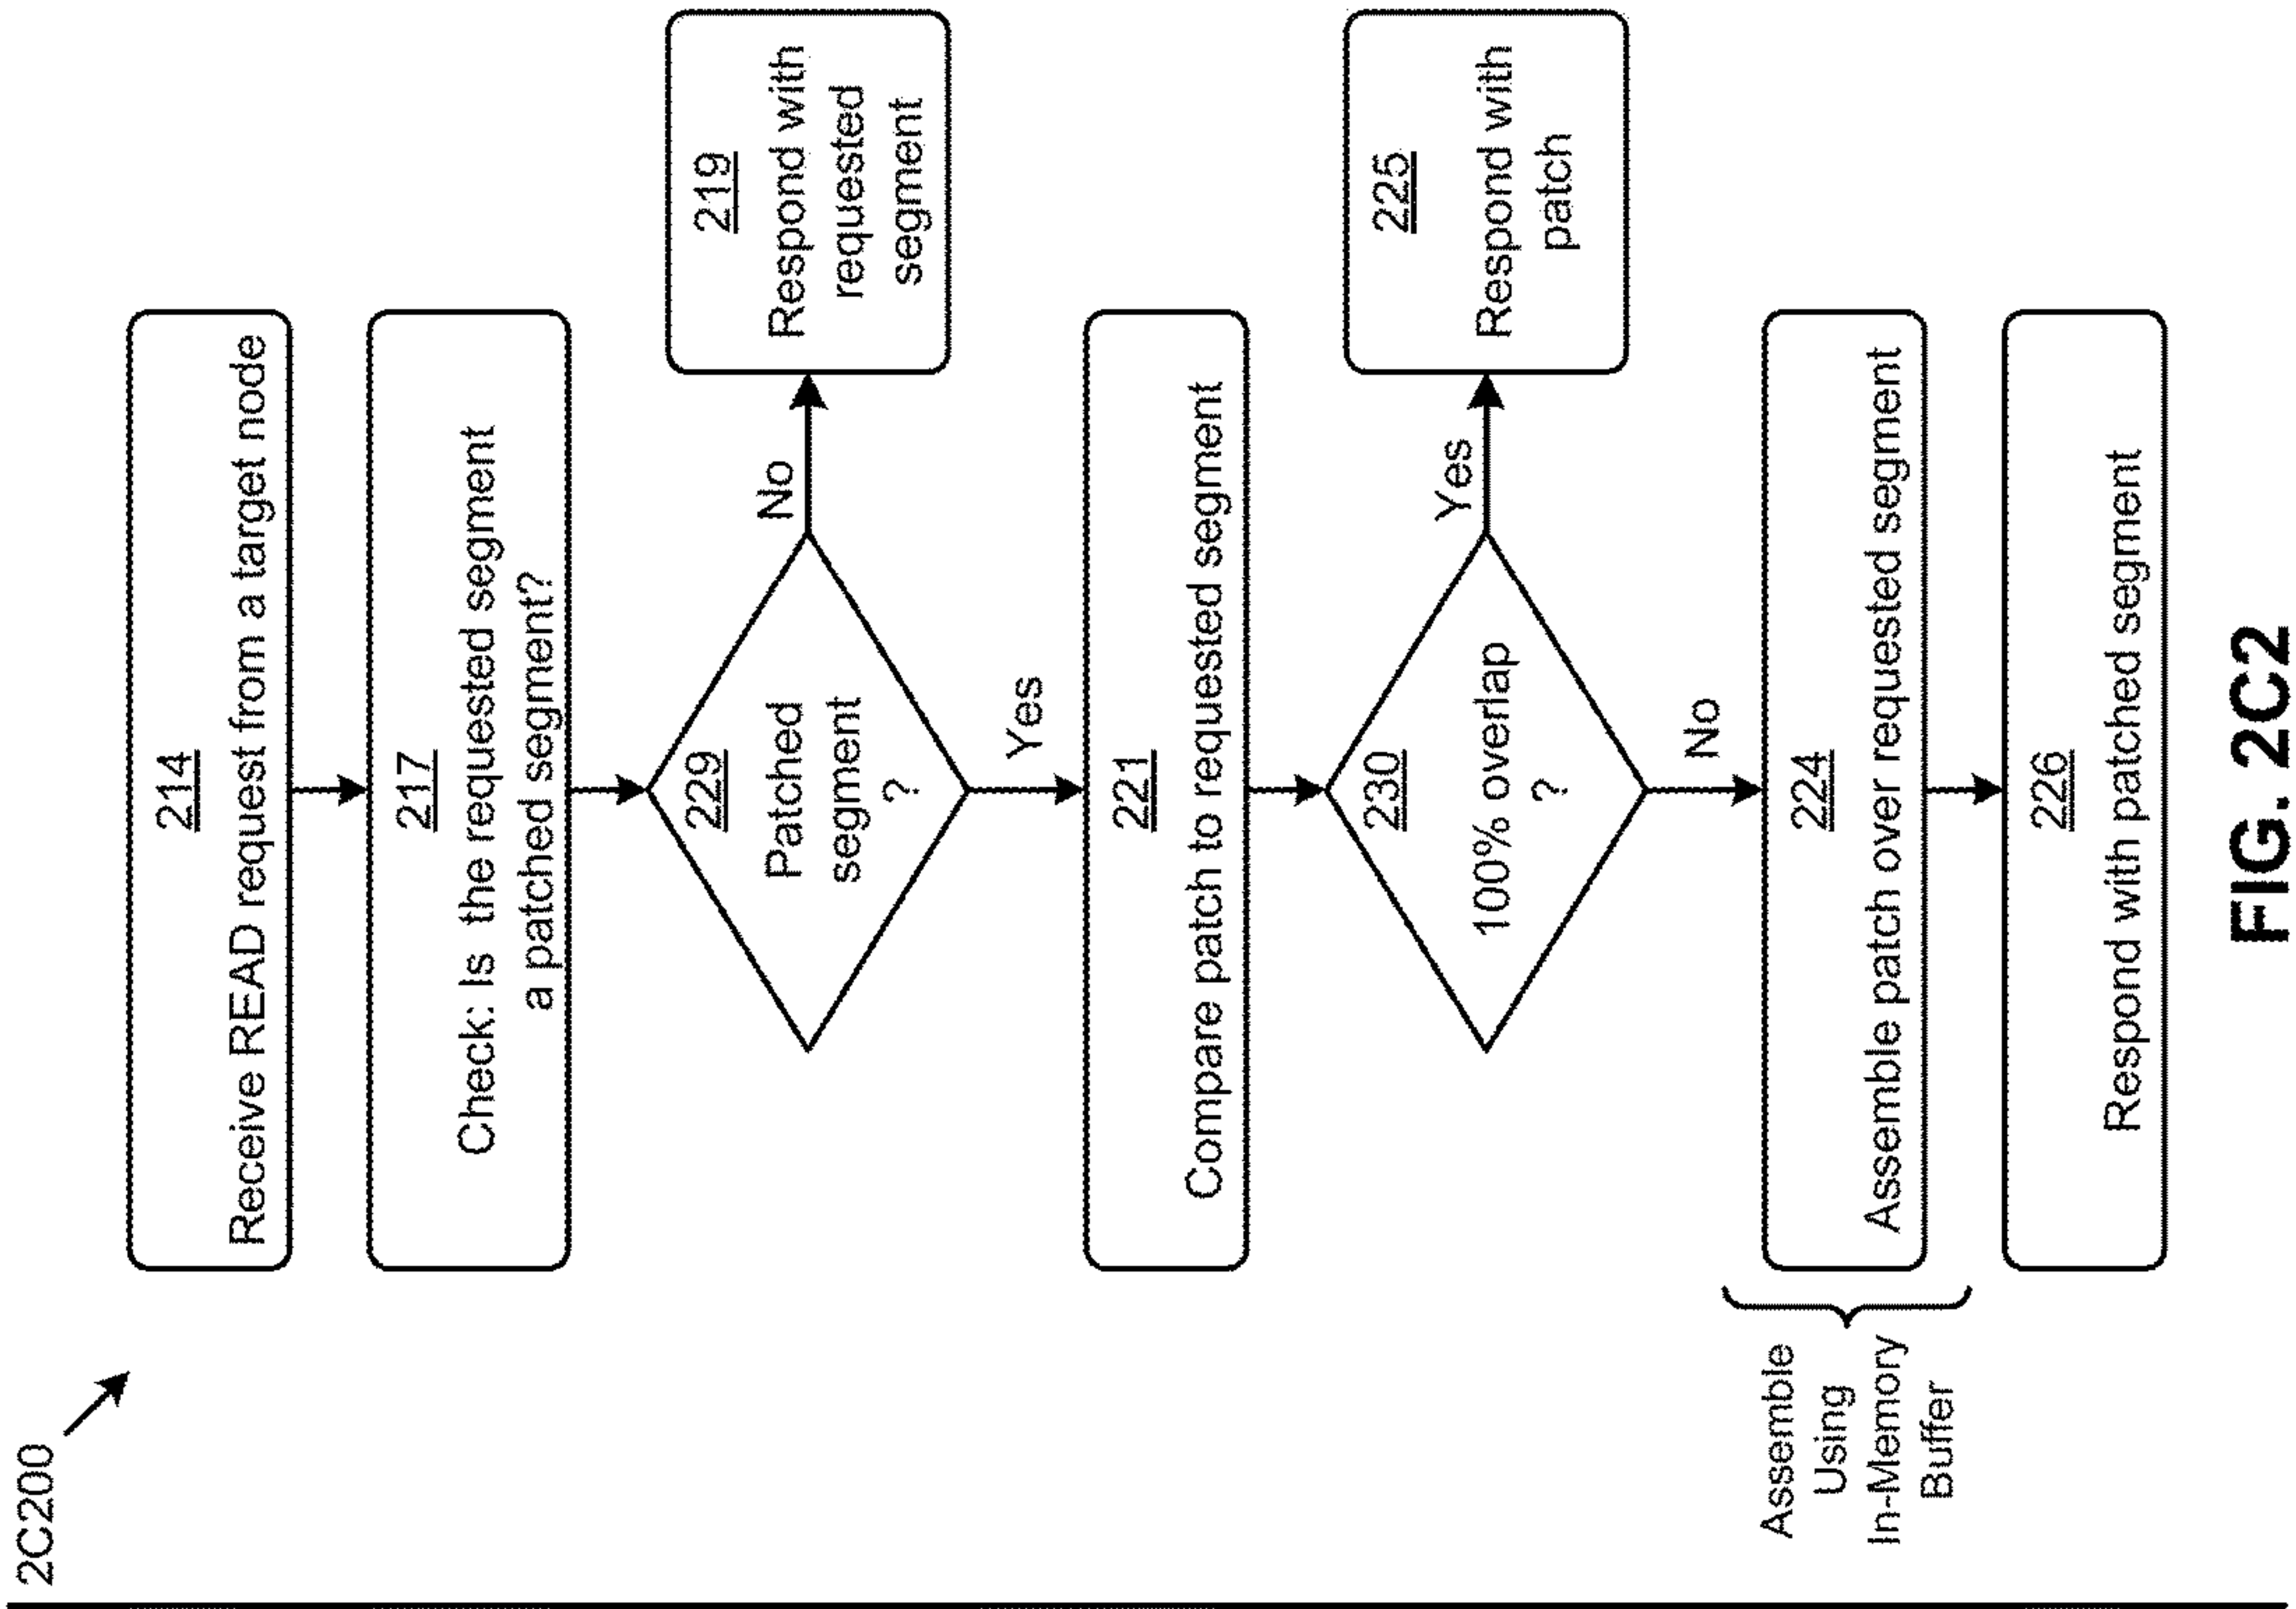 2C200
214
Receive READ request from a target node
217
Check: Is the requested segment
a patched segment?
229
Patched
segment
?
No
219
Respond with
requested
segment
Yes
221
Compare patch to requested segment
230
100% overlap
?
Yes
225
Respond with
patch
No
Assemble
Using
In-Memory
Buffer
224
Assemble patch over requested segment
226
Respond with patched segment
FIG. 2C2